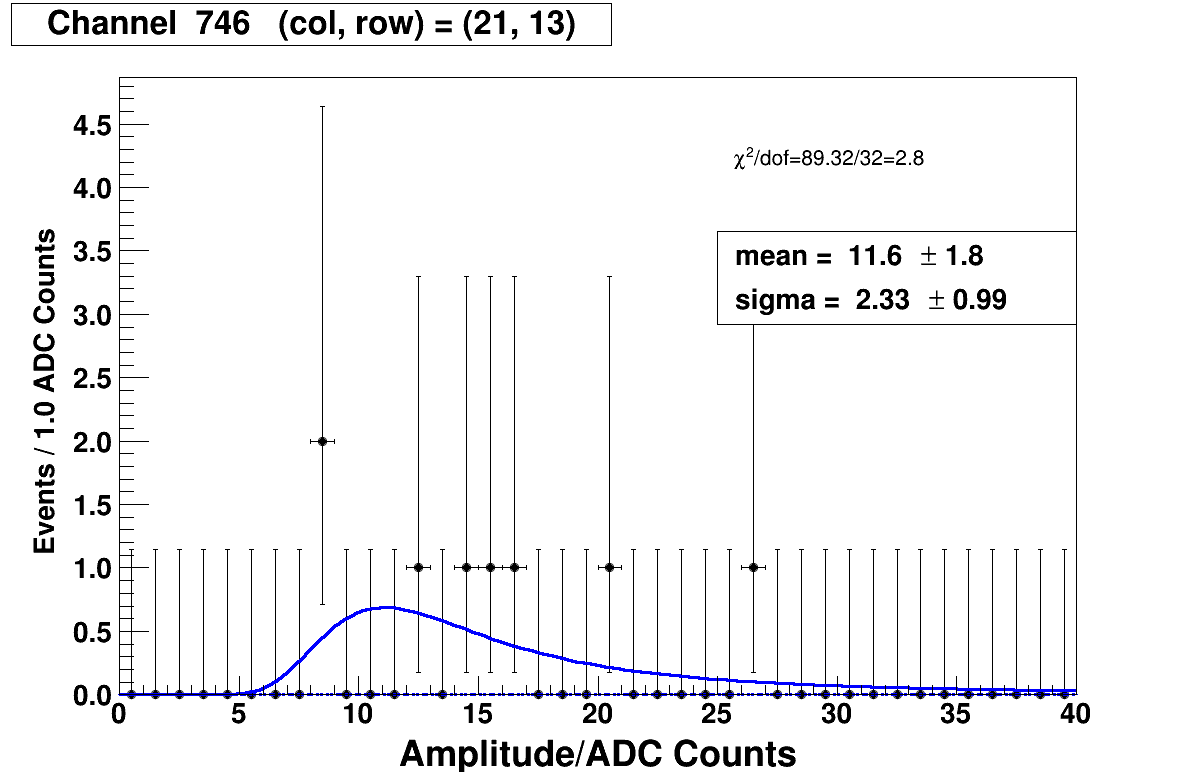 Channel 746 (col, row) = (21, 13)
4.5
4.0
3.5
3.0
2.5
2.0
1.5
1.0
0.5
0.0
Events / 1.0 ADC Counts
χ²/dof=89.32/32=2.8
mean = 11.6 ± 1.8
sigma = 2.33 ± 0.99
0 5 10 15 20 25 30 35 40
Amplitude/ADC Counts